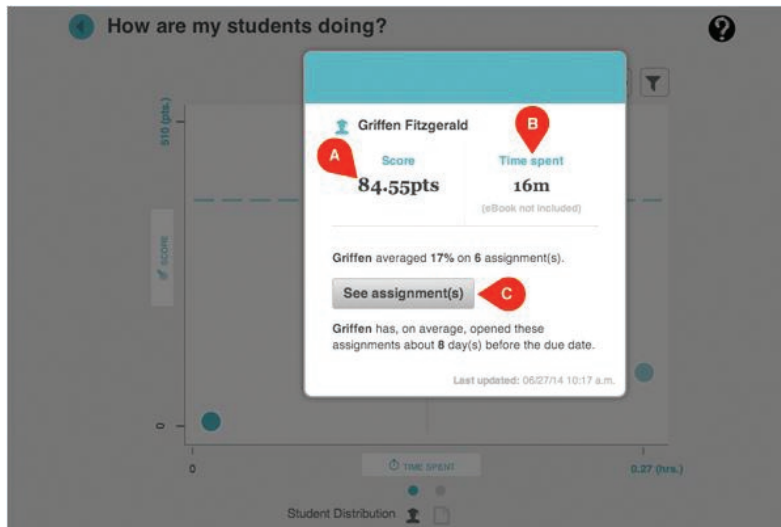 How are my students doing?
?
510 (pts.)
SCORE
0
Griffen Fitzgerald
A
B
Score
Time spent
84.55pts
16m
(eBook not included)
Griffen averaged 17% on 6 assignment(s).
See assignment(s)
C
Griffen has, on average, opened these
assignments about 8 day(s) before the due date.
Last updated: 06/27/14 10:17 a.m.
0
TIME SPENT
0.27 (hrs.)
Student Distribution